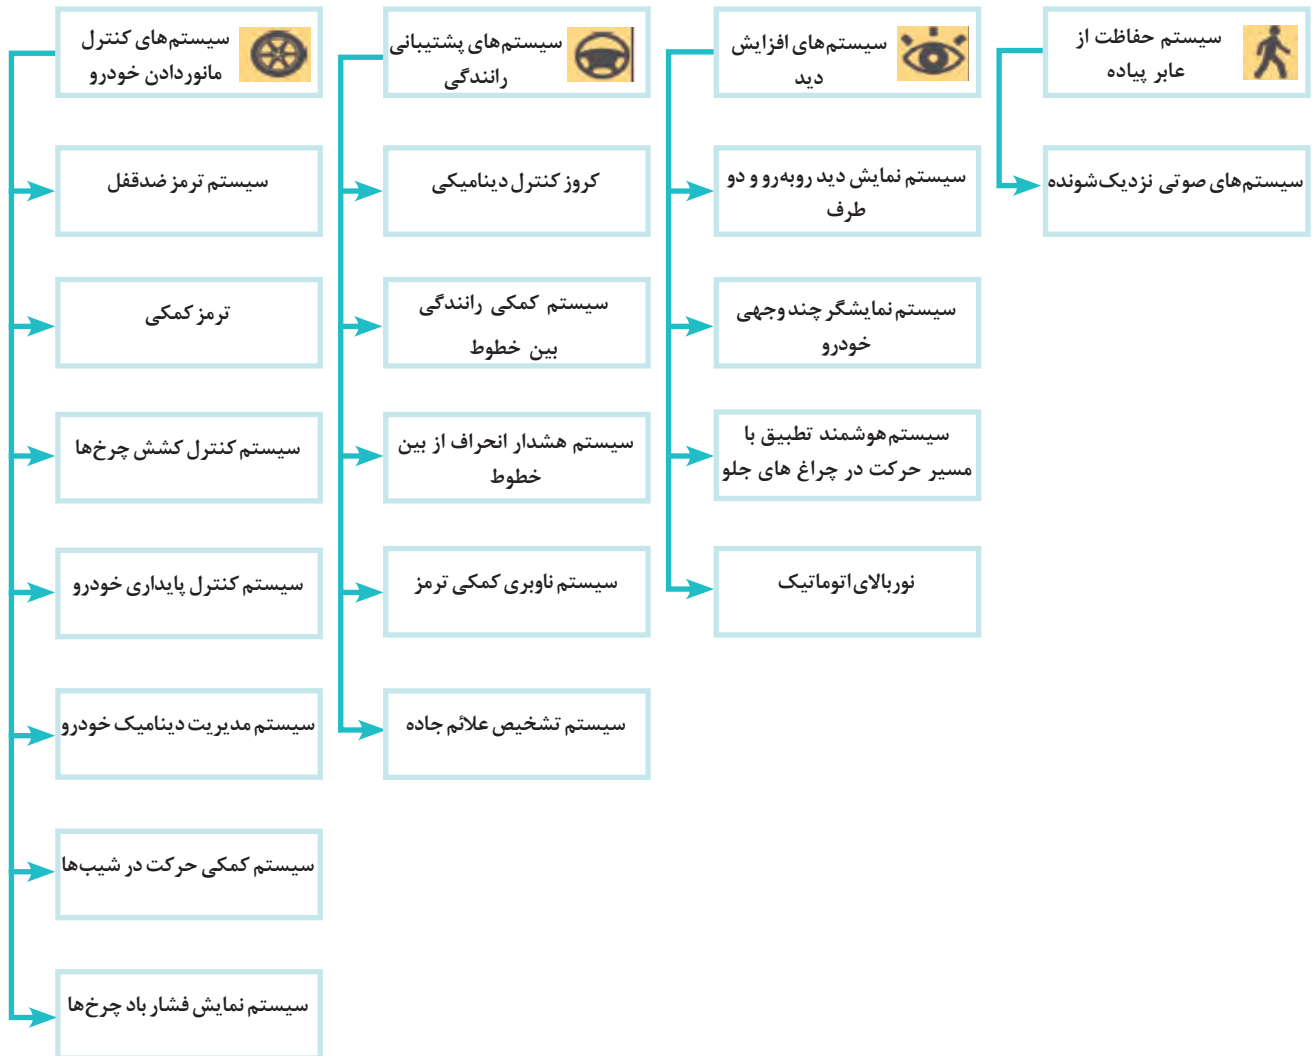 سیستم حفاظت از
عابر پیاده
سیستم‌های صوتی نزدیک‌شونده
سیستم‌های افزایش
دید
سیستم نمایش دید روبه‌رو و دو
طرف
سیستم نمایشگر چند وجهی
خودرو
سیستم هوشمند تطبیق با
مسیر حرکت در چراغ های جلو
نوربالای اتوماتیک
سیستم‌های پشتیبانی
رانندگی
کروز کنترل دینامیکی
سیستم کمکی رانندگی
بین خطوط
سیستم هشدار انحراف از بین
خطوط
سیستم ناوبری کمکی ترمز
سیستم تشخیص علائم جاده
سیستم‌های کنترل
مانوردادن خودرو
سیستم ترمز ضدقفل
ترمز کمکی
سیستم کنترل کشش چرخ‌ها
سیستم کنترل پایداری خودرو
سیستم مدیریت دینامیک خودرو
سیستم کمکی حرکت در شیب‌ها
سیستم نمایش فشار باد چرخ‌ها